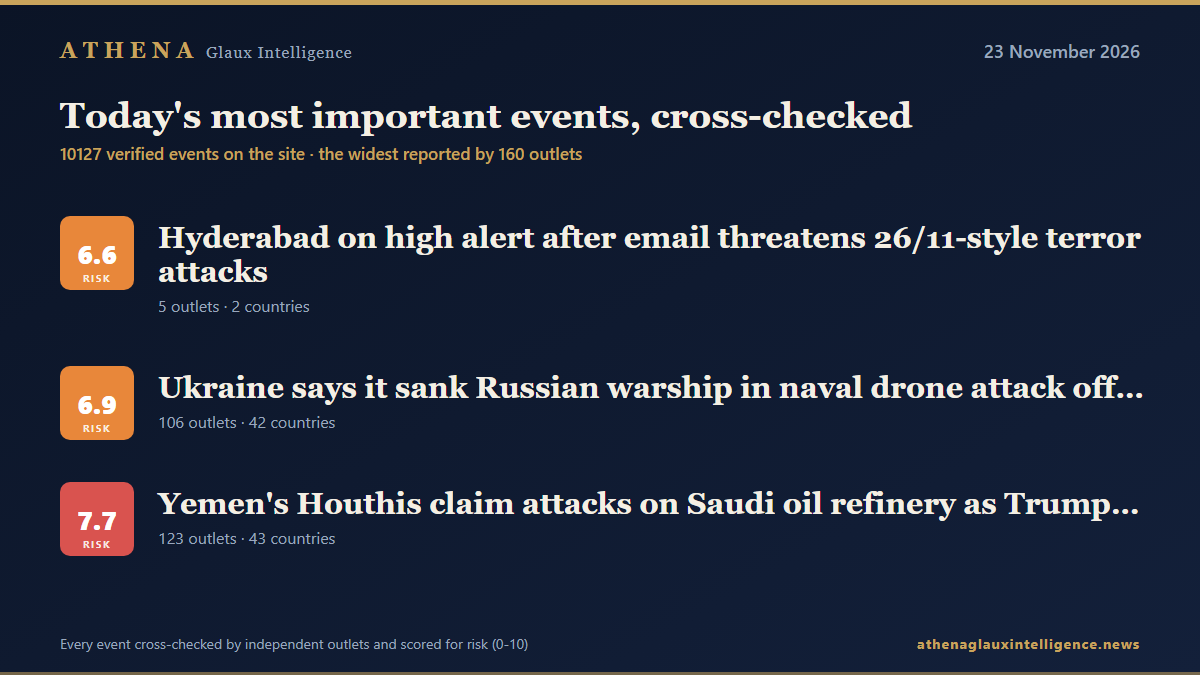 ATHENA Glaux Intelligence
23 November 2026
Today's most important events, cross-checked
10127 verified events on the site · the widest reported by 160 outlets
6.6
RISK
Hyderabad on high alert after email threatens 26/11-style terror
attacks
5 outlets · 2 countries
6.9
RISK
Ukraine says it sank Russian warship in naval drone attack off...
106 outlets · 42 countries
7.7
RISK
Yemen's Houthis claim attacks on Saudi oil refinery as Trump...
123 outlets · 43 countries
Every event cross-checked by independent outlets and scored for risk (0-10)
athenaglauxintelligence.news